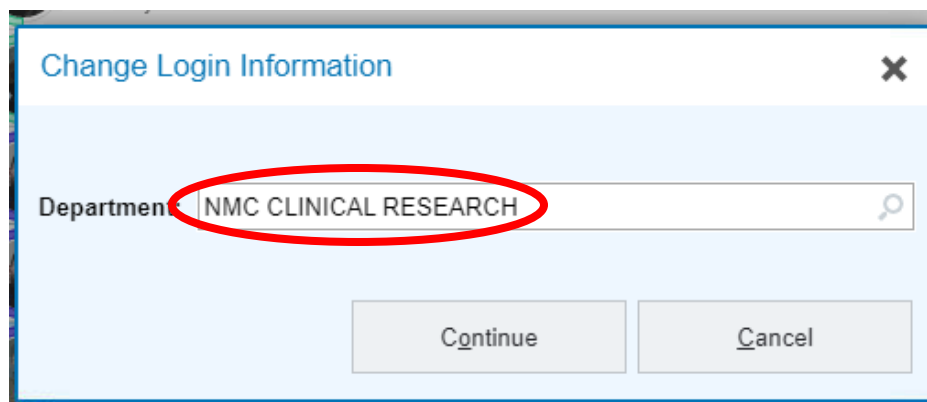 Change Login Information
Department: NMC CLINICAL RESEARCH
Continue Cancel